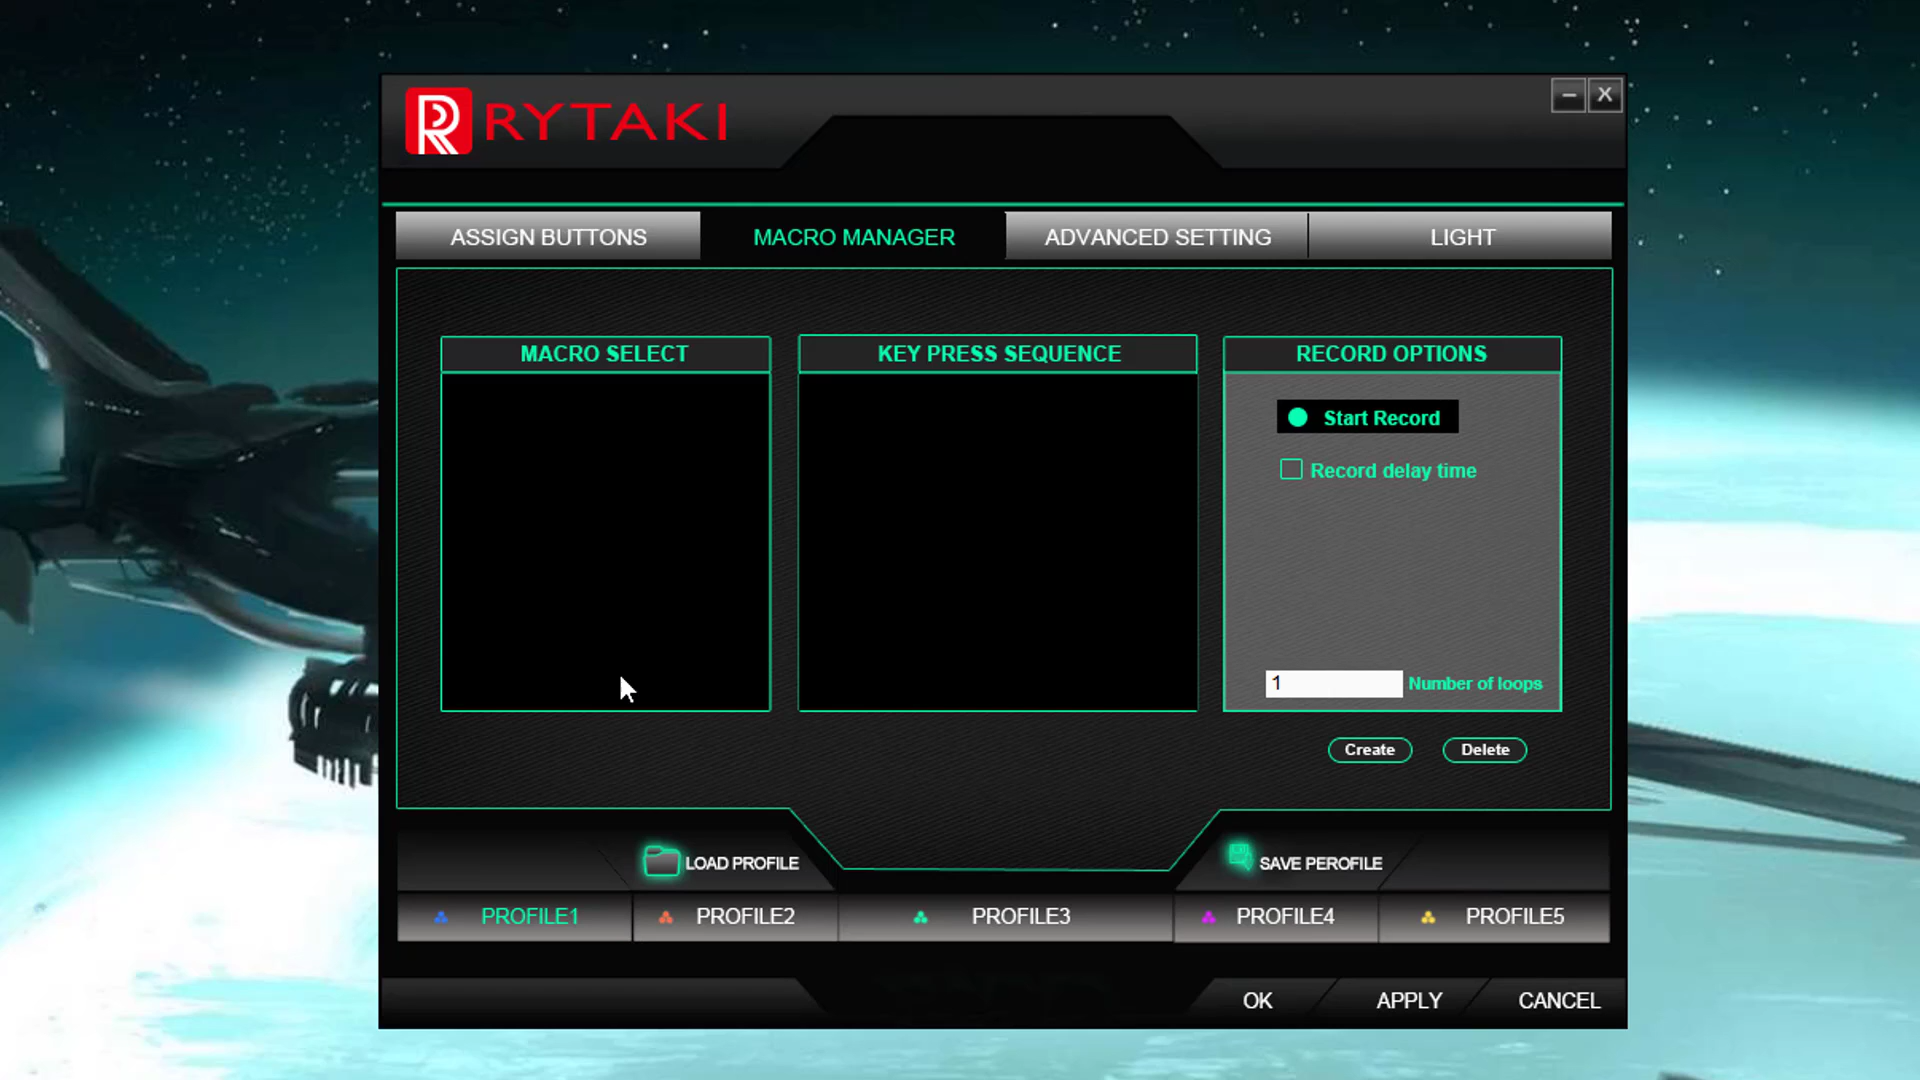 RYTAKI
– X
ASSIGN BUTTONS
MACRO MANAGER
ADVANCED SETTING
LIGHT
MACRO SELECT
KEY PRESS SEQUENCE
RECORD OPTIONS
Start Record
Record delay time
1 Number of loops
Create
Delete
LOAD PROFILE
SAVE PEROFILE
PROFILE1
PROFILE2
PROFILE3
PROFILE4
PROFILE5
OK
APPLY
CANCEL